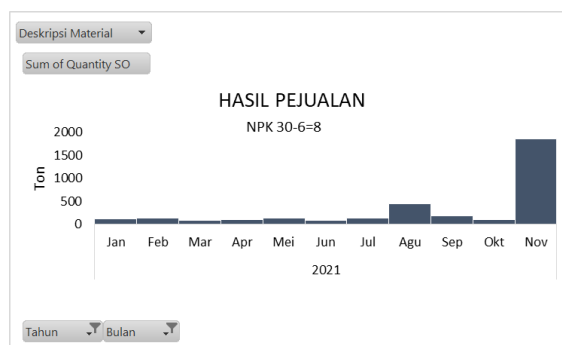 Deskripsi Material
Sum of Quantity SO
HASIL PEJUALAN
NPK 30-6=8
2000
1500
1000
500
0
Ton
Jan Feb Mar Apr Mei Jun Jul Agu Sep Okt Nov
2021
Tahun Bulan